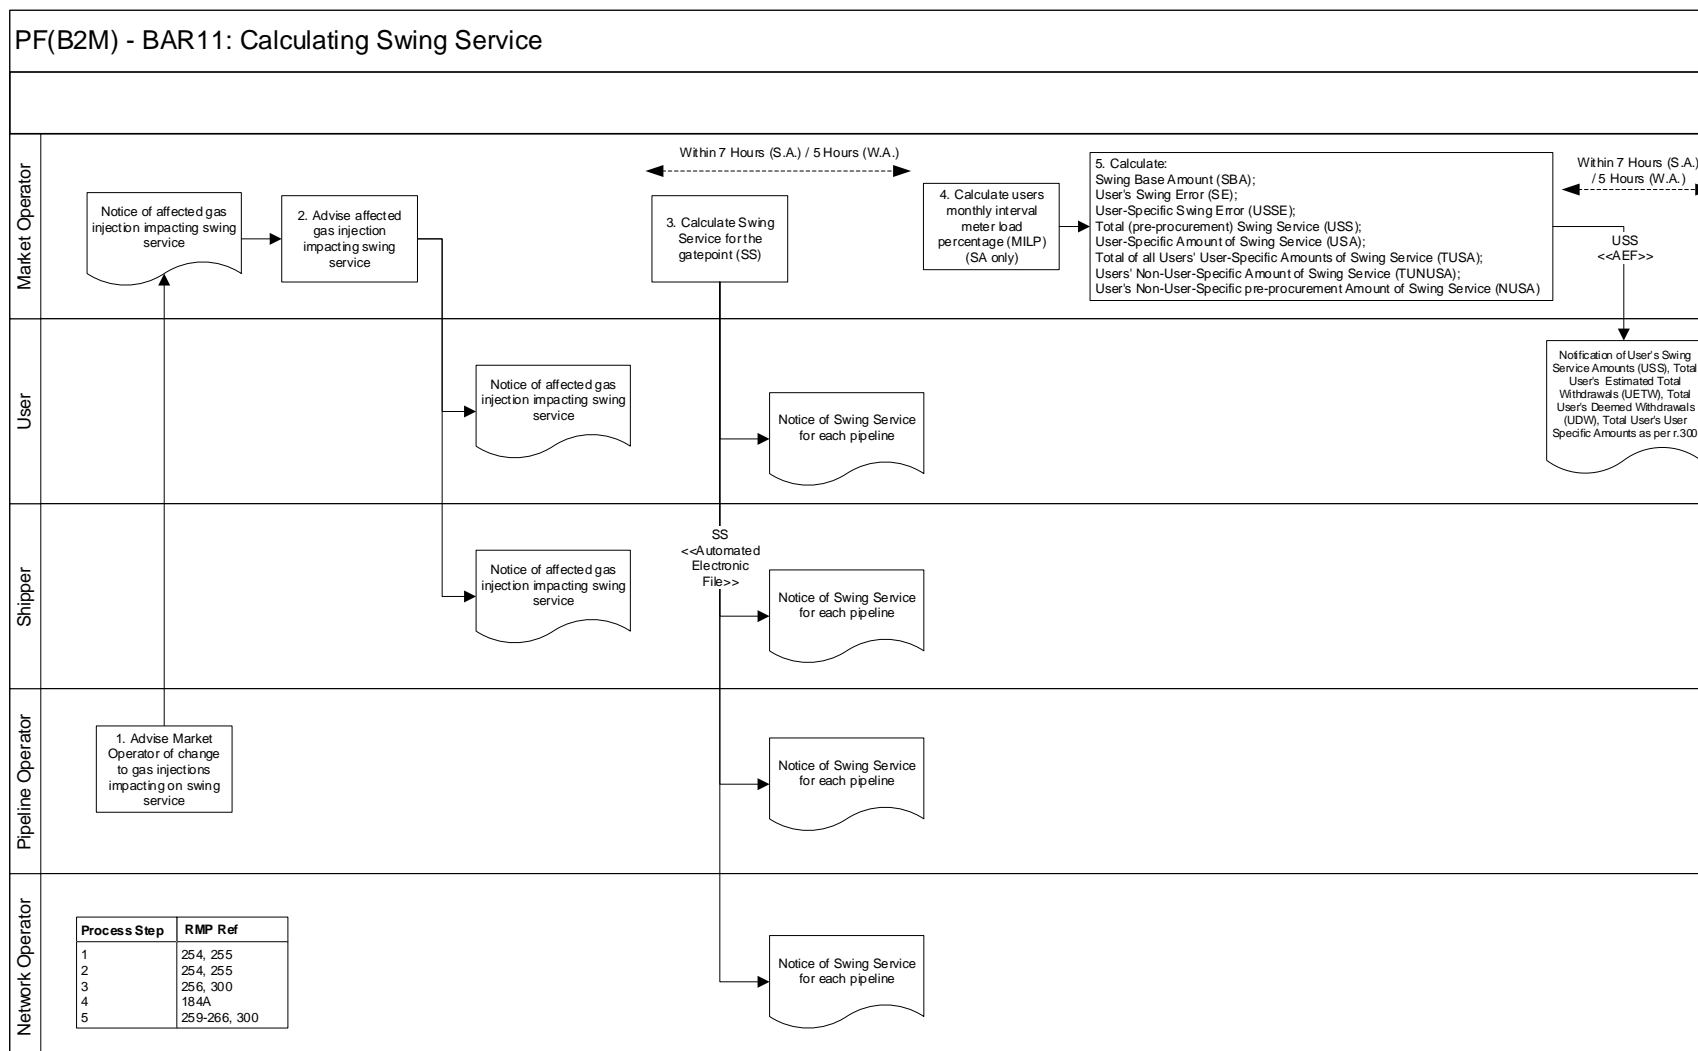 PF(B2M) - BAR11: Calculating Swing Service
Market Operator
Notice of affected gas
injection impacting swing
service
2. Advise affected
gas injection
impacting swing
service
Within 7 Hours (S.A.) / 5 Hours (W.A.)
3. Calculate Swing
Service for the
gatepoint (SS)
4. Calculate users
monthly interval
meter load
percentage (MILP)
(SA only)
5. Calculate:
Swing Base Amount (SBA);
User's Swing Error (SE);
User-Specific Swing Error (USSE);
Total (pre-procurement) Swing Service (USS);
User-Specific Amount of Swing Service (USA);
Total of all Users' User-Specific Amounts of Swing Service (TUSA);
Users' Non-User-Specific Amount of Swing Service (TUNUSA);
User's Non-User-Specific pre-procurement Amount of Swing Service (NUSA)
Within 7 Hours (S.A.)
/ 5 Hours (W.A.)
USS
<<AEF>>
User
Notice of affected gas
injection impacting swing
service
Notice of Swing Service
for each pipeline
Notification of User's Swing
Service Amounts (USS), Total
User's Estimated Total
Withdrawals (UETW), Total
User's Deemed Withdrawals
(UDW), Total User's User
Specific Amounts as per r.300
Shipper
Notice of affected gas
injection impacting swing
service
SS
<<Automated
Electronic
File>>
Notice of Swing Service
for each pipeline
Pipeline Operator
1. Advise Market
Operator of change
to gas injections
impacting on swing
service
Notice of Swing Service
for each pipeline
Network Operator
Process Step RMP Ref
1 254, 255
2 254, 255
3 256, 300
4 184A
5 259-266, 300
Notice of Swing Service
for each pipeline